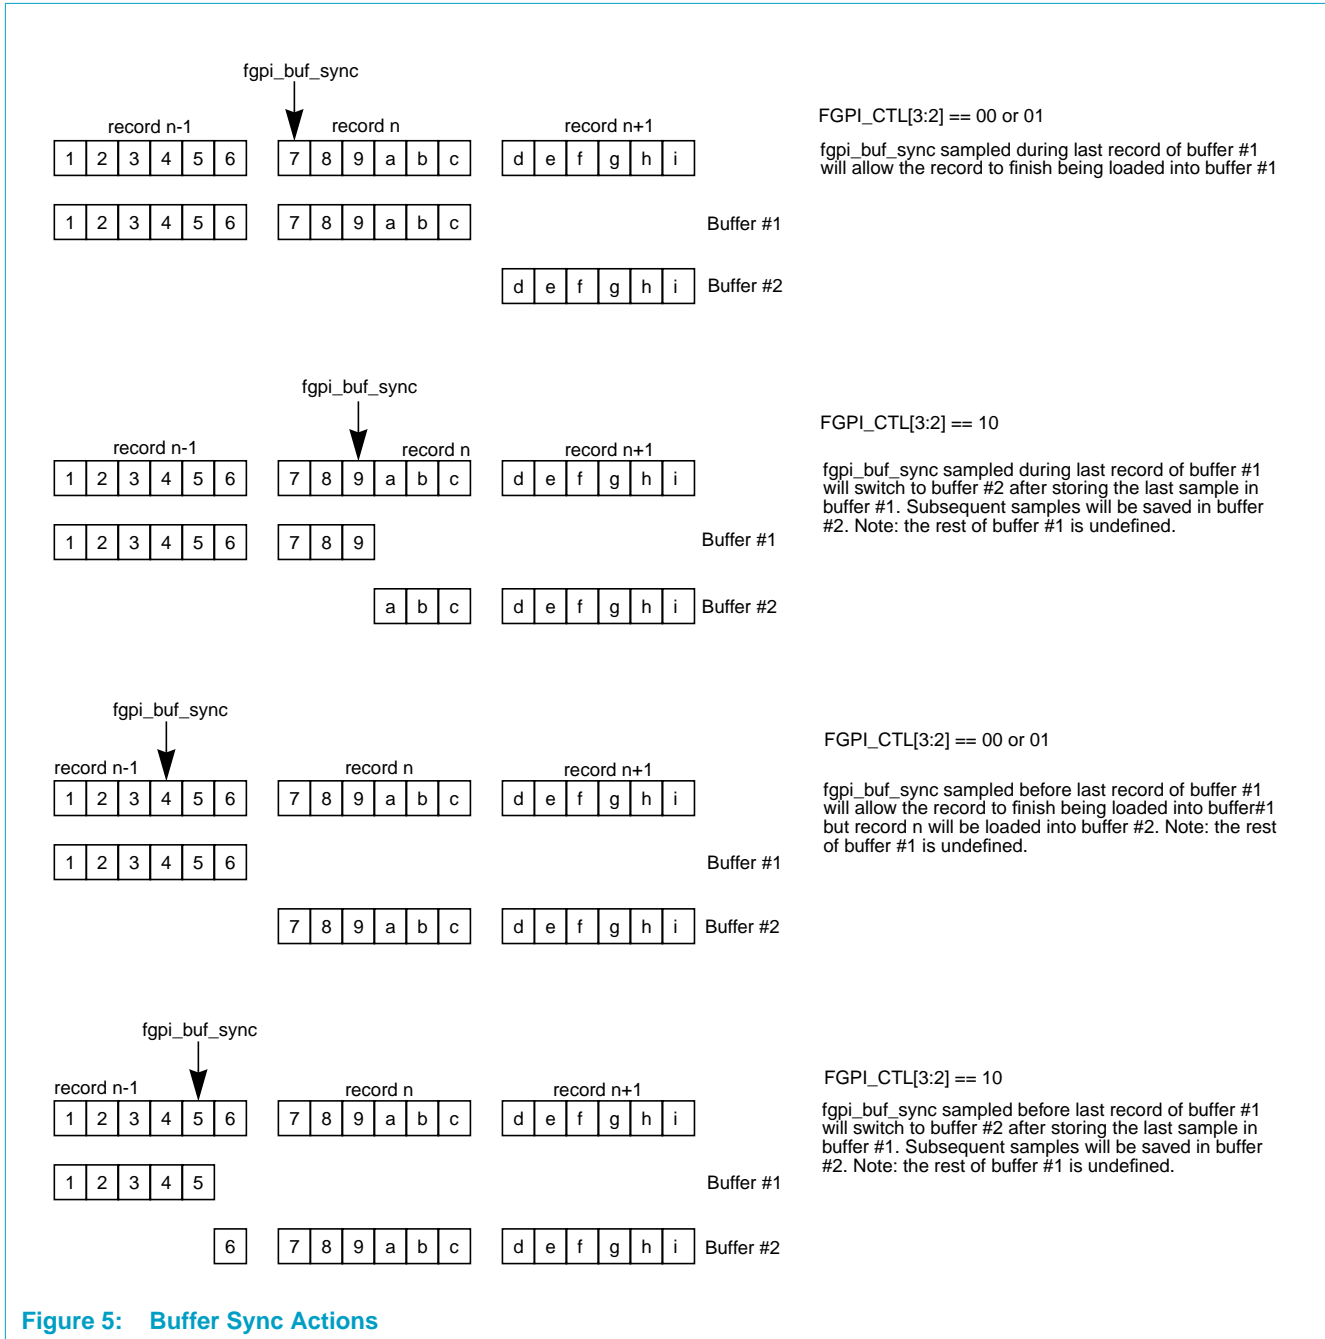 fgpi_buf_sync
FGPI_CTL[3:2] == 00 or 01
record n-1 record n record n+1
fgpi_buf_sync sampled during last record of buffer #1
will allow the record to finish being loaded into buffer #1
1 2 3 4 5 6 7 8 9 a b c d e f g h i
1 2 3 4 5 6 7 8 9 a b c Buffer #1
d e f g h i Buffer #2
fgpi_buf_sync
FGPI_CTL[3:2] == 10
record n-1 record n record n+1
1 2 3 4 5 6 7 8 9 a b c d e f g h i
fgpi_buf_sync sampled during last record of buffer #1
will switch to buffer #2 after storing the last sample in
buffer #1. Subsequent samples will be saved in buffer
#2. Note: the rest of buffer #1 is undefined.
1 2 3 4 5 6 7 8 9 Buffer #1
a b c d e f g h i Buffer #2
fgpi_buf_sync
FGPI_CTL[3:2] == 00 or 01
record n-1 record n record n+1
1 2 3 4 5 6 7 8 9 a b c d e f g h i
fgpi_buf_sync sampled before last record of buffer #1
will allow the record to finish being loaded into buffer#1
but record n will be loaded into buffer #2. Note: the rest
of buffer #1 is undefined.
1 2 3 4 5 6 Buffer #1
7 8 9 a b c d e f g h i Buffer #2
fgpi_buf_sync
FGPI_CTL[3:2] == 10
record n-1 record n record n+1
1 2 3 4 5 6 7 8 9 a b c d e f g h i
fgpi_buf_sync sampled before last record of buffer #1
will switch to buffer #2 after storing the last sample in
buffer #1. Subsequent samples will be saved in buffer
#2. Note: the rest of buffer #1 is undefined.
1 2 3 4 5 Buffer #1
6 7 8 9 a b c d e f g h i Buffer #2
Figure 5: Buffer Sync Actions